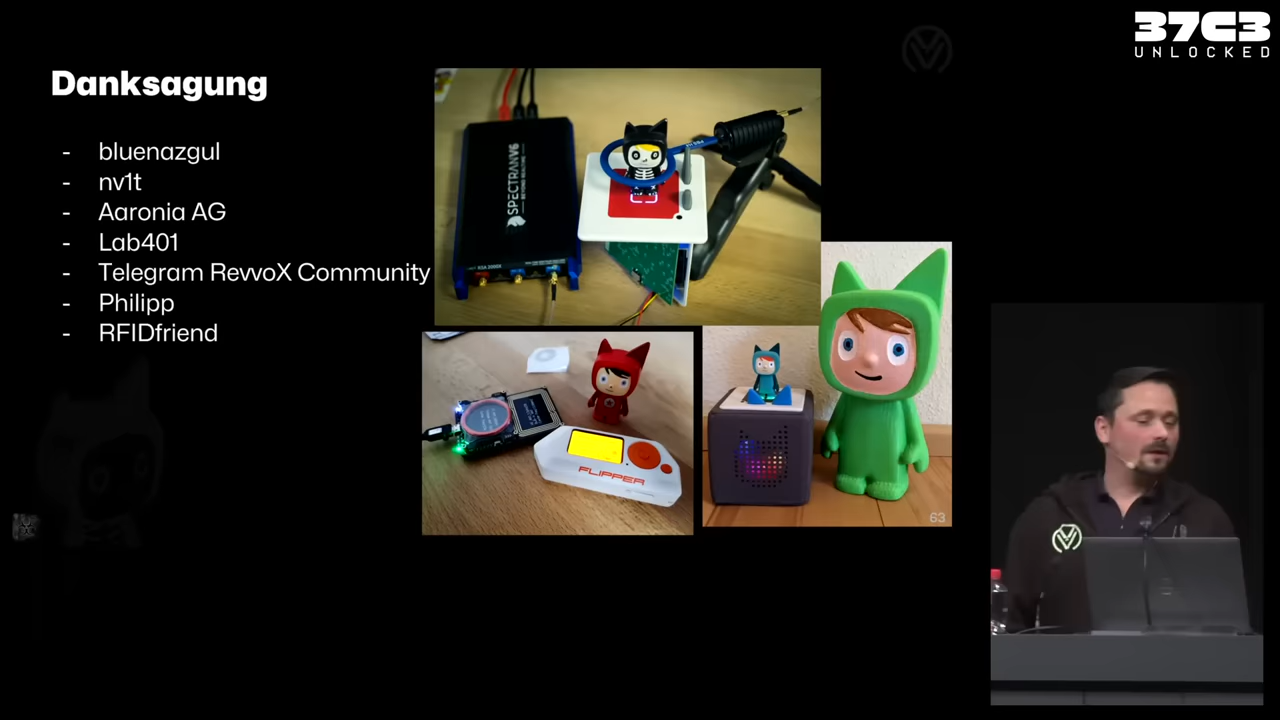 37C3
UNLOCKED
Danksagung
- bluenazgul
- nv1t
- Aaronia AG
- Lab401
- Telegram RevvoX Community
- Philipp
- RFIDfriend
SPECTRAN V6
FLIPPER
63